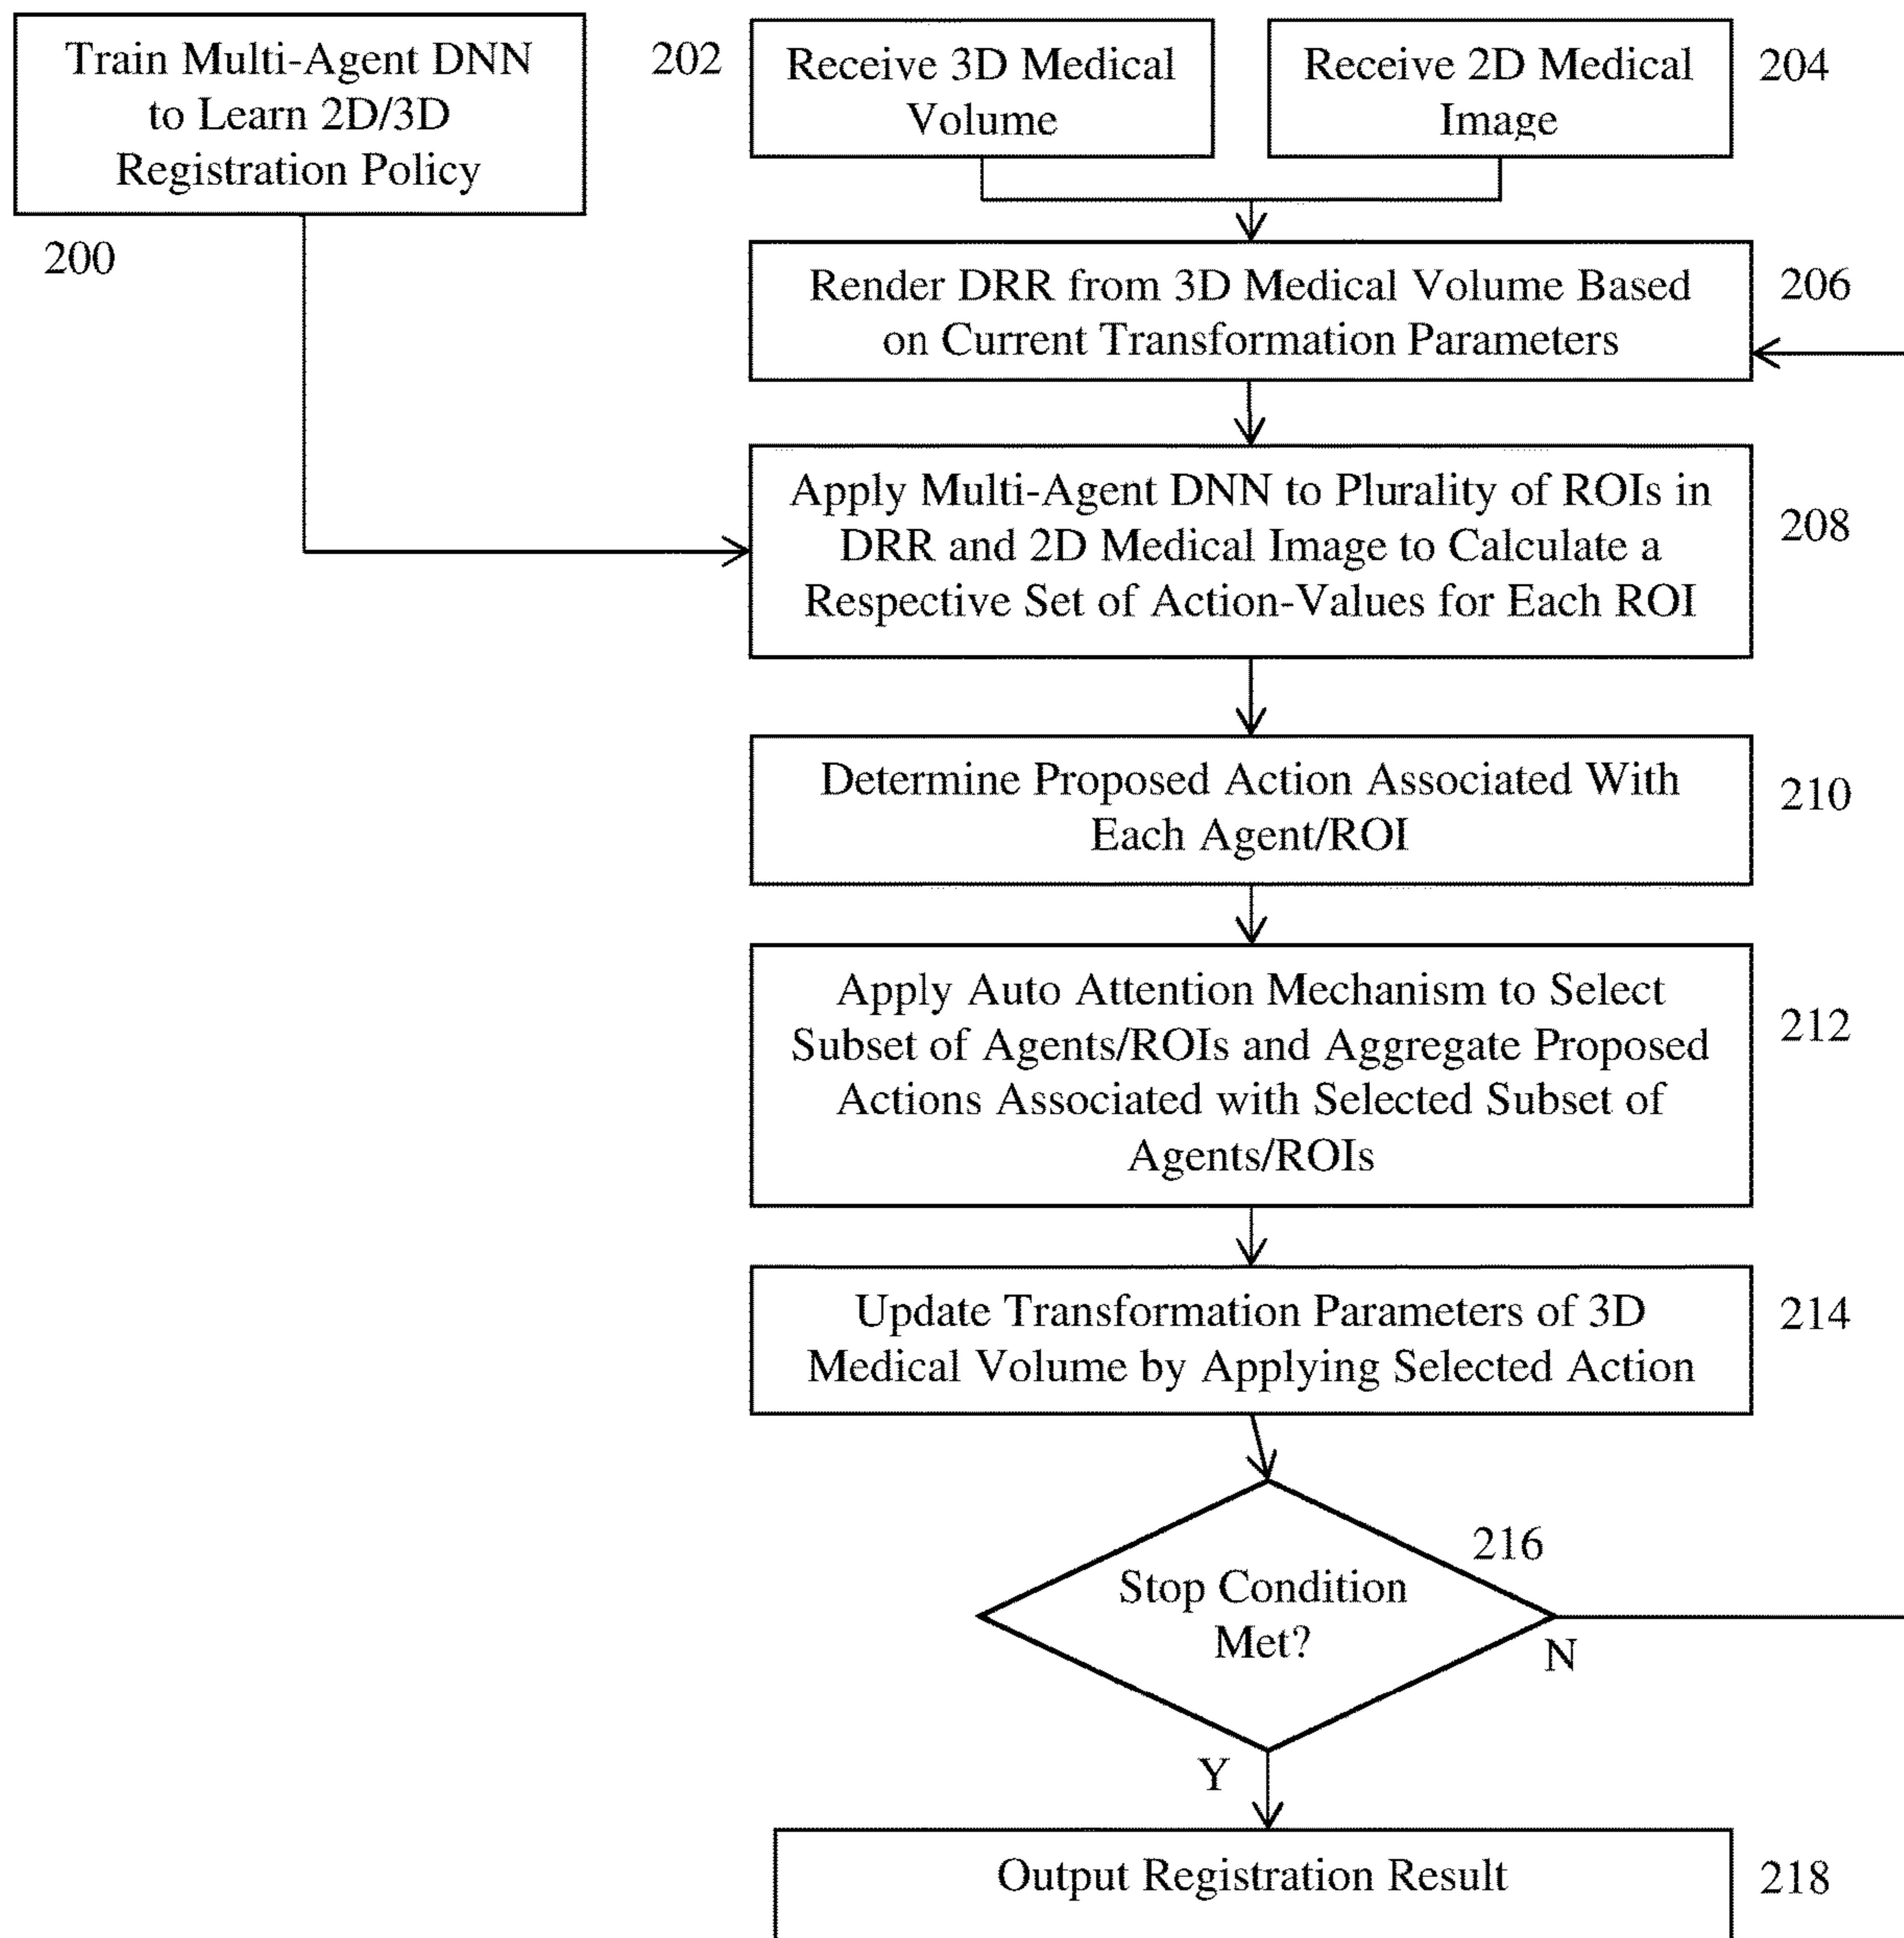 Train Multi-Agent DNN
to Learn 2D/3D
Registration Policy
200
202
Receive 3D Medical
Volume
Receive 2D Medical
Image
204
Render DRR from 3D Medical Volume Based
on Current Transformation Parameters
206
Apply Multi-Agent DNN to Plurality of ROIs in
DRR and 2D Medical Image to Calculate a
Respective Set of Action-Values for Each ROI
208
Determine Proposed Action Associated With
Each Agent/ROI
210
Apply Auto Attention Mechanism to Select
Subset of Agents/ROIs and Aggregate Proposed
Actions Associated with Selected Subset of
Agents/ROIs
212
Update Transformation Parameters of 3D
Medical Volume by Applying Selected Action
214
216
Stop Condition
Met?
N
Y
Output Registration Result
218